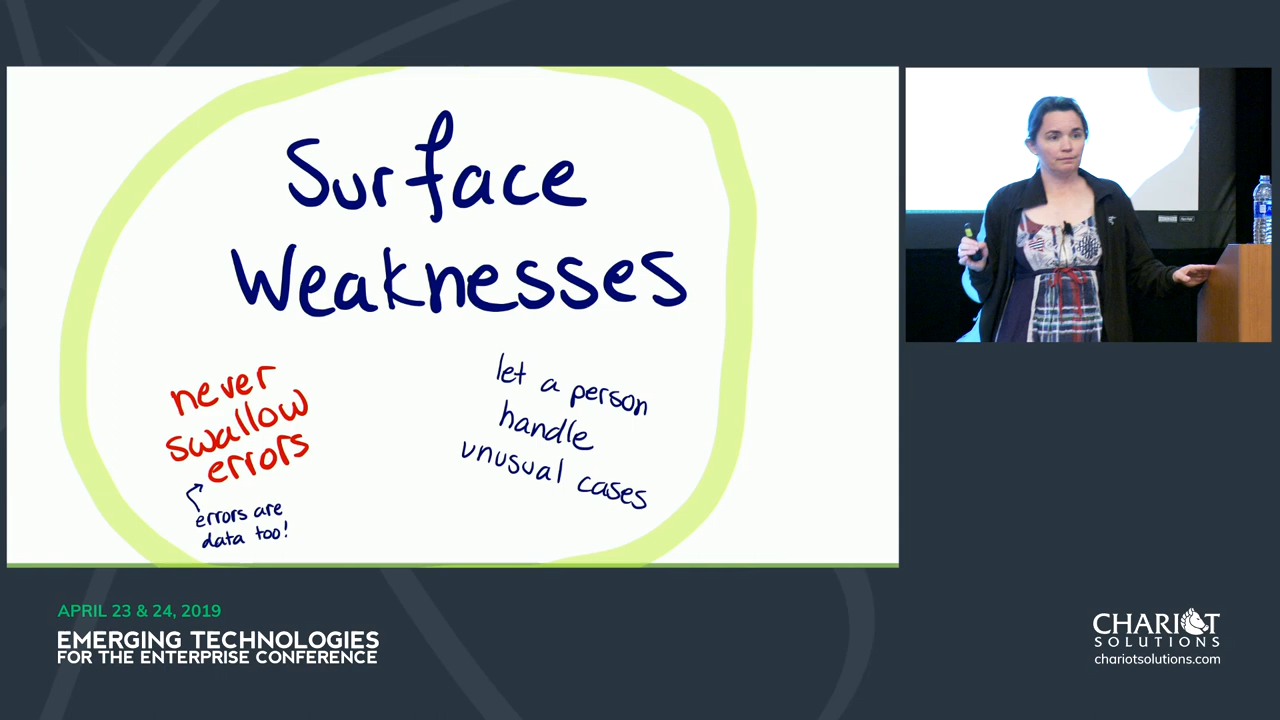 Surface
Weaknesses
never
swallow
errors
errors are
data too!
let a person
handle
unusual cases
APRIL 23 & 24, 2019
EMERGING TECHNOLOGIES
FOR THE ENTERPRISE CONFERENCE
CHARIOT
SOLUTIONS
chariotsolutions.com